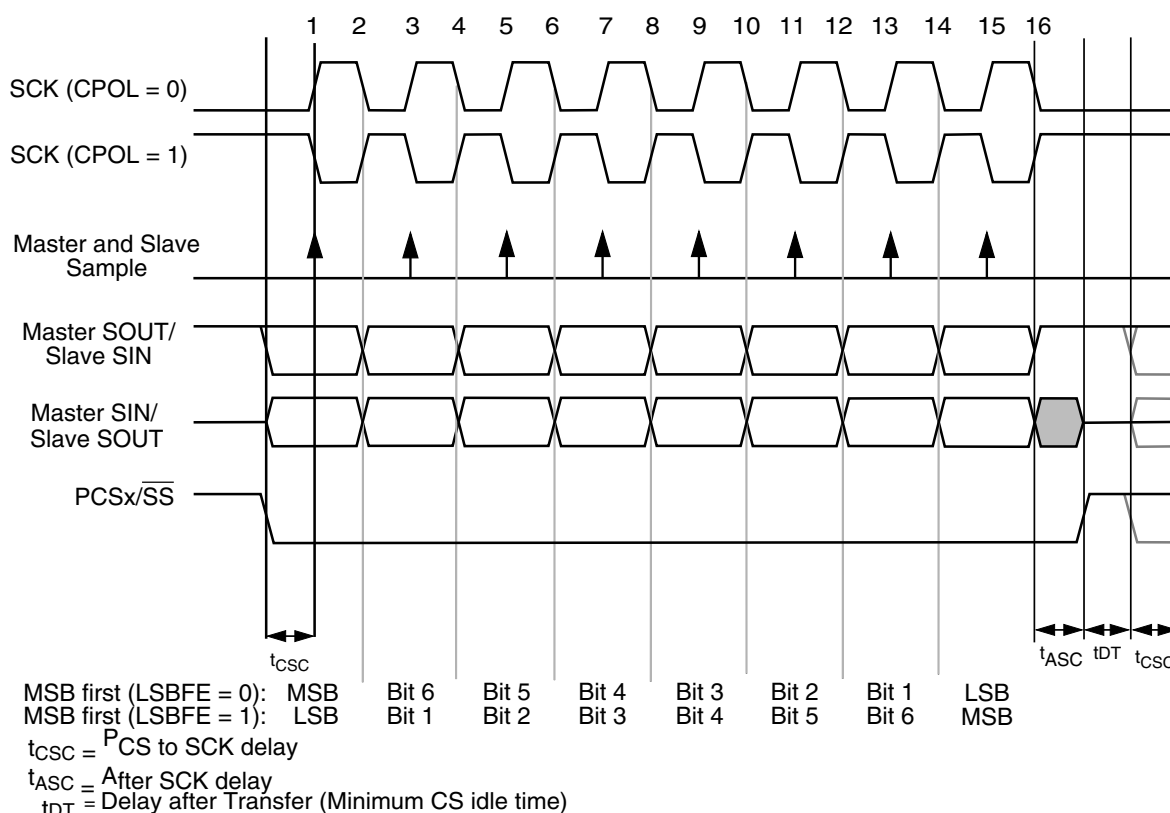 1 2 3 4 5 6 7 8 9 10 11 12 13 14 15 16
SCK (CPOL = 0)
SCK (CPOL = 1)
Master and Slave
Sample
Master SOUT/
Slave SIN
Master SIN/
Slave SOUT
PCSx/SS
tCSC tASC tDT tCSC
MSB first (LSBFE = 0): MSB Bit 6 Bit 5 Bit 4 Bit 3 Bit 2 Bit 1 LSB
MSB first (LSBFE = 1): LSB Bit 1 Bit 2 Bit 3 Bit 4 Bit 5 Bit 6 MSB
tCSC = PCS to SCK delay
tASC = After SCK delay
tDT = Delay after Transfer (Minimum CS idle time)